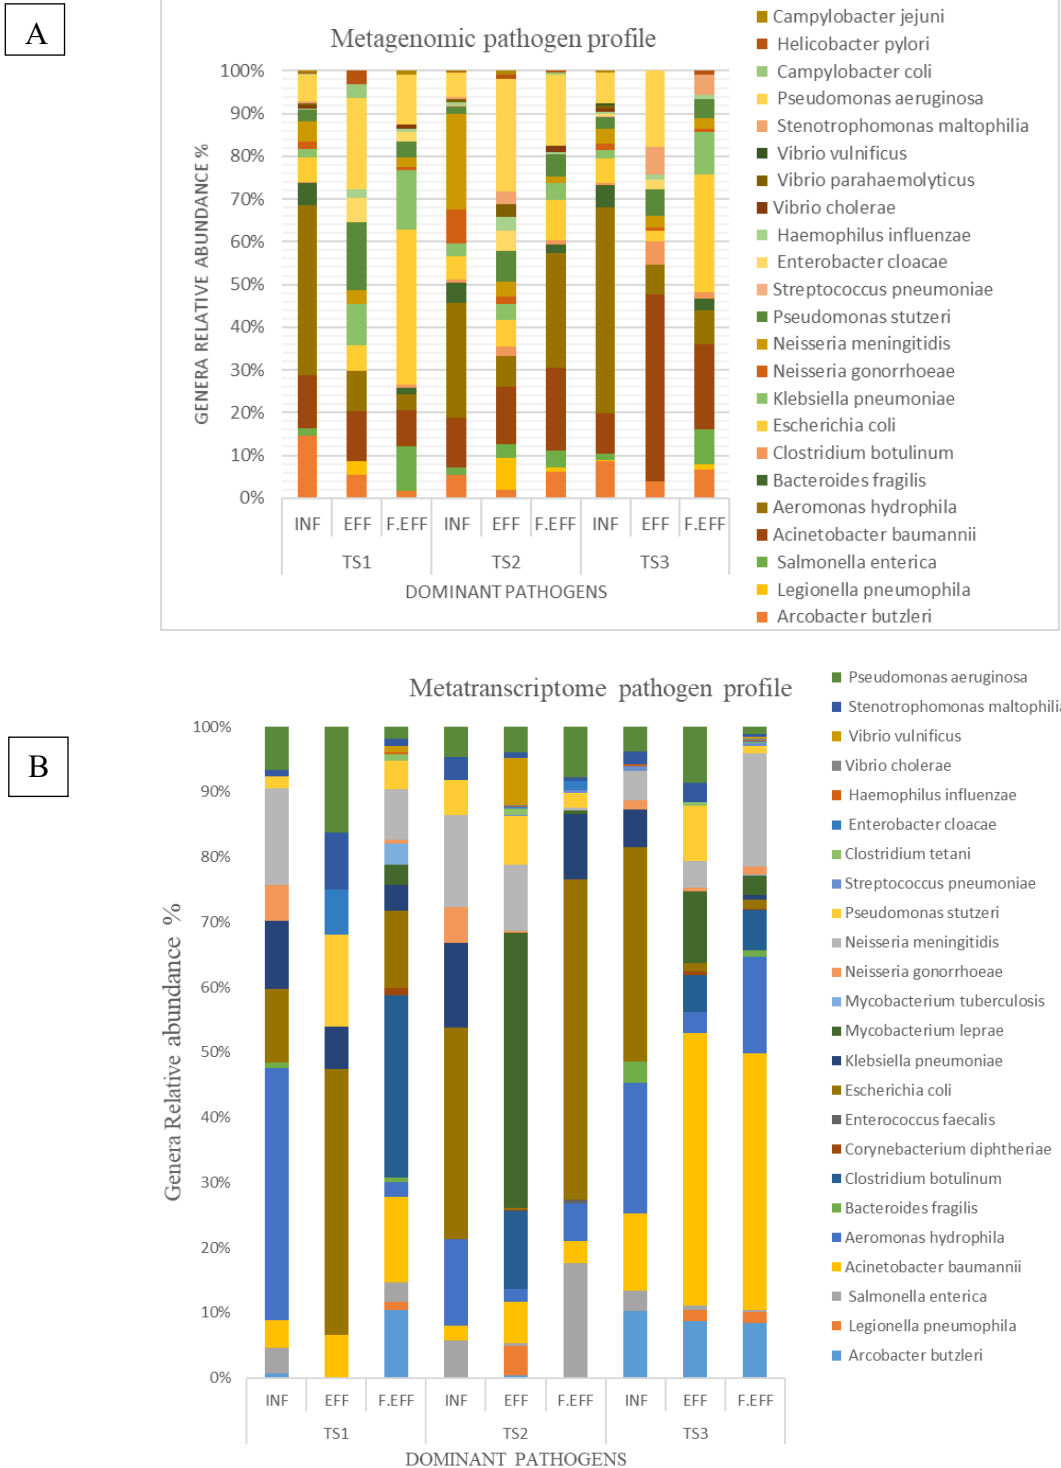 A
Metagenomic pathogen profile
GENERA RELATIVE ABUNDANCE %
100%
90%
80%
70%
60%
50%
40%
30%
20%
10%
0%
INF EFF F.EFF INF EFF F.EFF INF EFF F.EFF
TS1 TS2 TS3
DOMINANT PATHOGENS
Campylobacter jejuni
Helicobacter pylori
Campylobacter coli
Pseudomonas aeruginosa
Stenotrophomonas maltophilia
Vibrio vulnificus
Vibrio parahaemolyticus
Vibrio cholerae
Haemophilus influenzae
Enterobacter cloacae
Streptococcus pneumoniae
Pseudomonas stutzeri
Neisseria meningitidis
Neisseria gonorrhoeae
Klebsiella pneumoniae
Escherichia coli
Clostridium botulinum
Bacteroides fragilis
Aeromonas hydrophila
Acinetobacter baumannii
Salmonella enterica
Legionella pneumophila
Arcobacter butzleri
B
Metatranscriptome pathogen profile
Genera Relative abundance %
100%
90%
80%
70%
60%
50%
40%
30%
20%
10%
0%
INF EFF F.EFF INF EFF F.EFF INF EFF F.EFF
TS1 TS2 TS3
DOMINANT PATHOGENS
Pseudomonas aeruginosa
Stenotrophomonas maltophili
Vibrio vulnificus
Vibrio cholerae
Haemophilus influenzae
Enterobacter cloacae
Clostridium tetani
Streptococcus pneumoniae
Pseudomonas stutzeri
Neisseria meningitidis
Neisseria gonorrhoeae
Mycobacterium tuberculosis
Mycobacterium leprae
Klebsiella pneumoniae
Escherichia coli
Enterococcus faecalis
Corynebacterium diphtheriae
Clostridium botulinum
Bacteroides fragilis
Aeromonas hydrophila
Acinetobacter baumannii
Salmonella enterica
Legionella pneumophila
Arcobacter butzleri